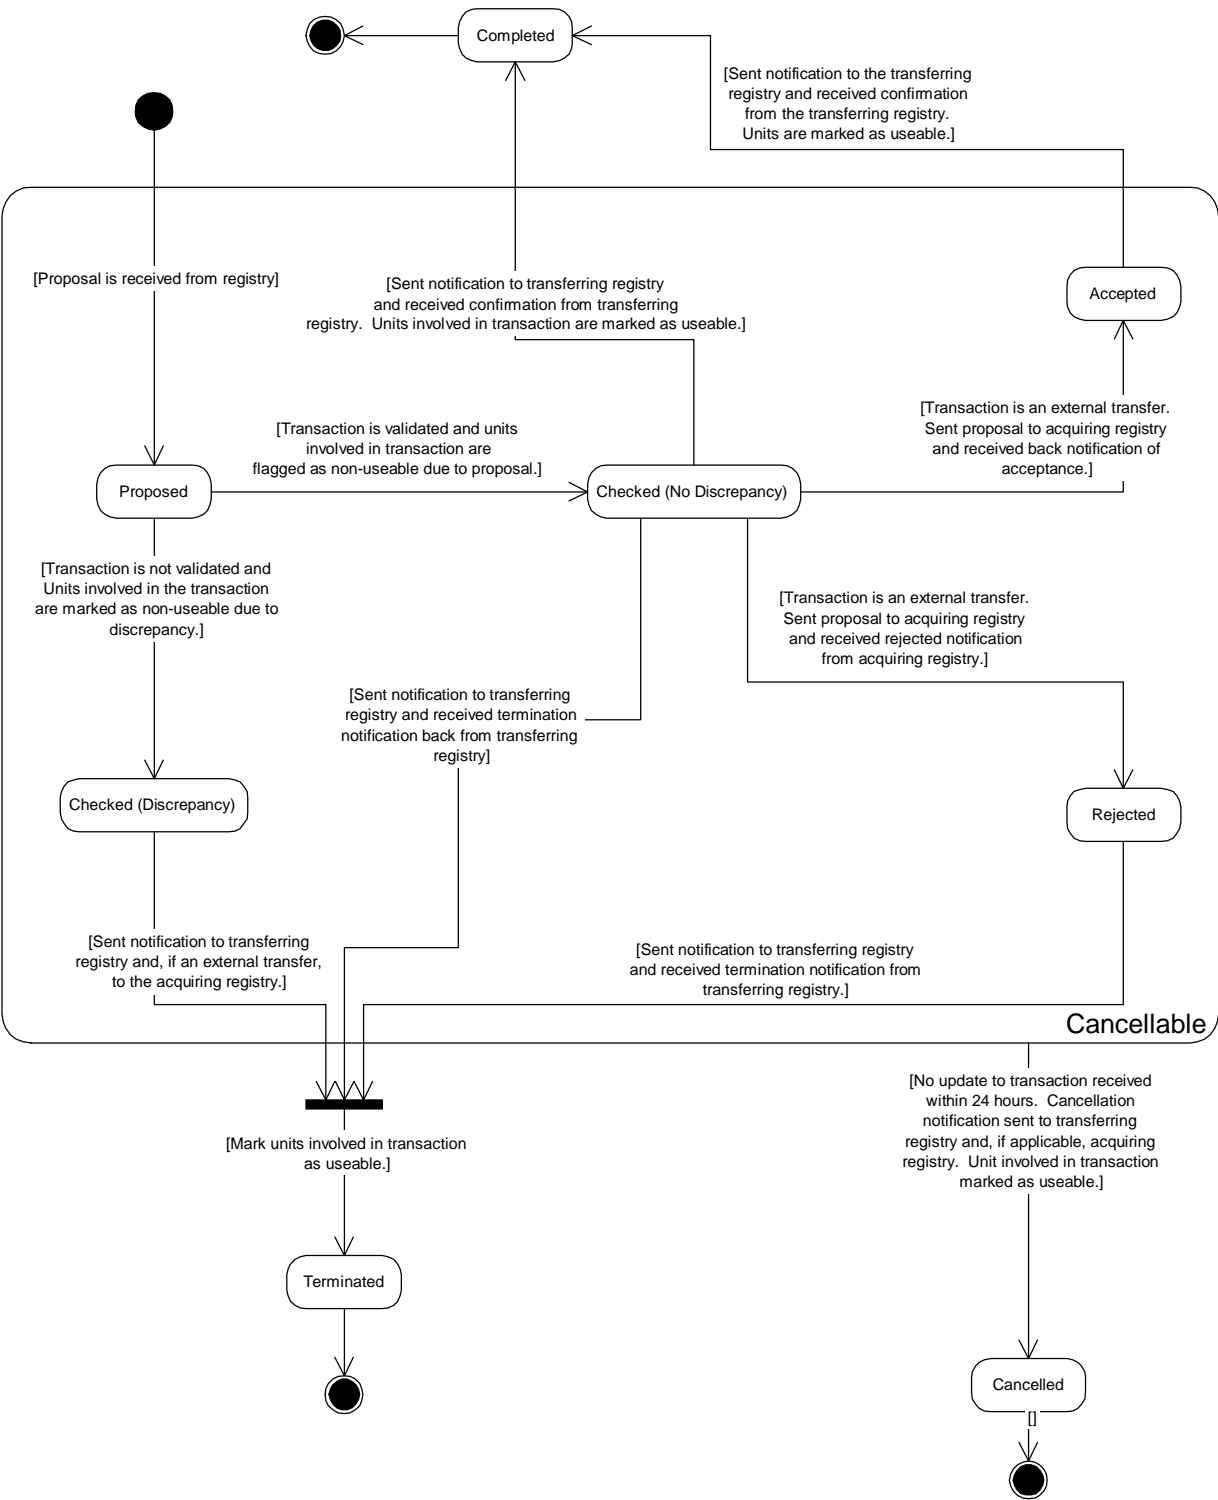 Completed
[Sent notification to the transferring
registry and received confirmation
from the transferring registry.
Units are marked as useable.]
[Proposal is received from registry]
[Sent notification to transferring registry
and received confirmation from transferring
registry.  Units involved in transaction are marked as useable.]
Accepted
[Transaction is an external transfer.
Sent proposal to acquiring registry
and received back notification of
acceptance.]
[Transaction is validated and units
involved in transaction are
flagged as non-useable due to proposal.]
Proposed
Checked (No Discrepancy)
[Transaction is not validated and
Units involved in the transaction
are marked as non-useable due to
discrepancy.]
[Transaction is an external transfer.
Sent proposal to acquiring registry
and received rejected notification
from acquiring registry.]
[Sent notification to transferring
registry and received termination
notification back from transferring
registry]
Checked (Discrepancy)
Rejected
[Sent notification to transferring
registry and, if an external transfer,
to the acquiring registry.]
[Sent notification to transferring registry
and received termination notification from
transferring registry.]
Cancellable
[No update to transaction received
within 24 hours.  Cancellation
notification sent to transferring
registry and, if applicable, acquiring
registry.  Unit involved in transaction
marked as useable.]
[Mark units involved in transaction
as useable.]
Terminated
Cancelled
[]